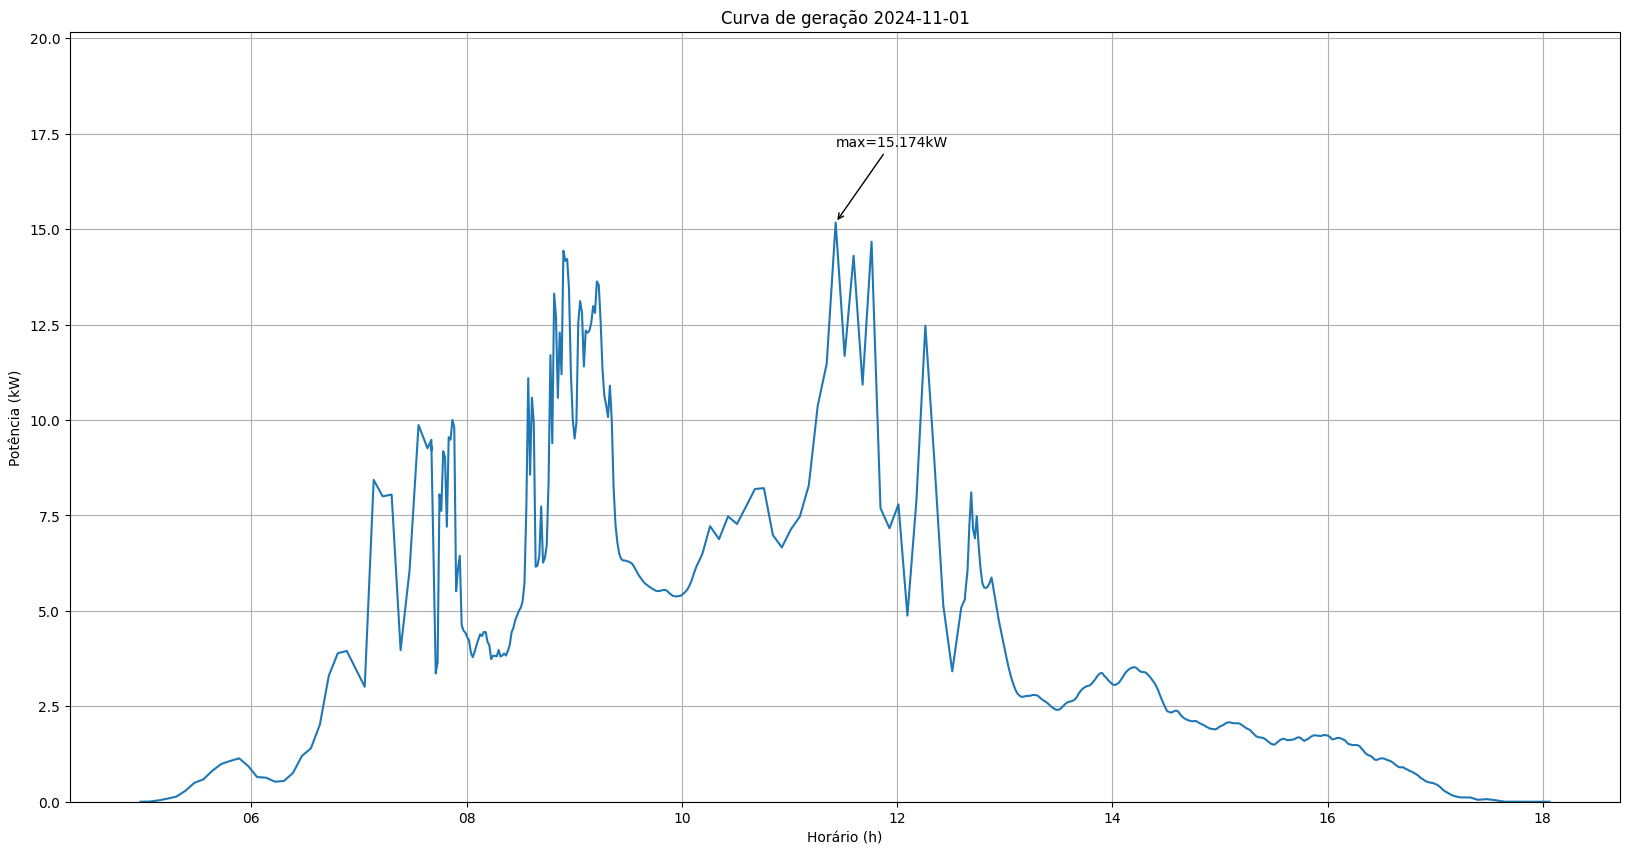 Curva de geração 2024-11-01
20.0
17.5
max=15.174kW
15.0
12.5
10.0
Potência (kW)
7.5
5.0
2.5
0.0
06 08 10 12 14 16 18
Horário (h)